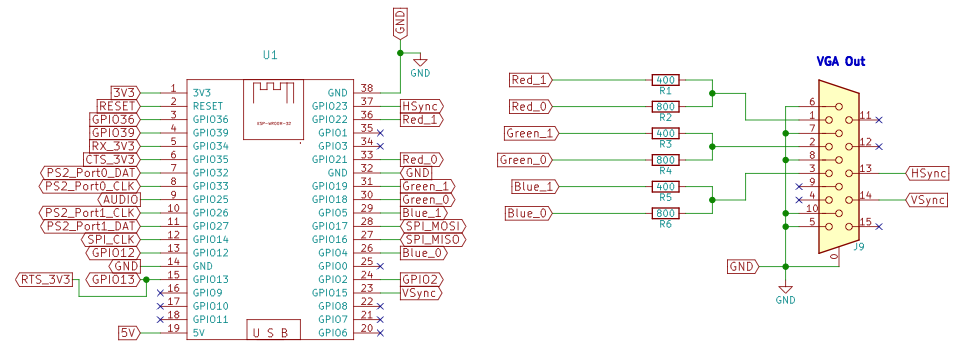 GND
U1
GND
3V3 1 3V3 GND 38
RESET 2 RESET GPIO23 37 HSync
GPIO36 3 GPIO36 GPIO22 36 Red_1
GPIO39 4 GPIO39 GPIO1 35
RX_3V3 5 GPIO34 GPIO3 34
CTS_3V3 6 GPIO35 GPIO21 33 Red_0
PS2_Port0_DAT 7 GPIO32 GND 32 GND
PS2_Port0_CLK 8 GPIO33 GPIO19 31 Green_1
AUDIO 9 GPIO25 GPIO18 30 Green_0
PS2_Port1_CLK 10 GPIO26 GPIO5 29 Blue_1
PS2_Port1_DAT 11 GPIO27 GPIO17 28 SPI_MOSI
SPI_CLK 12 GPIO14 GPIO16 27 SPI_MISO
GPIO12 13 GPIO12 GPIO4 26 Blue_0
GND 14 GND GPIO0 25
RTS_3V3 GPIO13 15 GPIO13 GPIO2 24 GPIO2
16 GPIO9 GPIO15 23 VSync
17 GPIO10 GPIO8 22
18 GPIO11 GPIO7 21
5V 19 5V GPIO6 20
ESP-WROOM-32
USB
VGA Out
Red_1 400
R1
Red_0 800
R2
Green_1 400
R3
Green_0 800
R4
Blue_1 400
R5
Blue_0 800
R6
6
1 11
7
2 12
8
3 13 HSync
9
4 14 VSync
10
5 15
J9
0
GND
GND